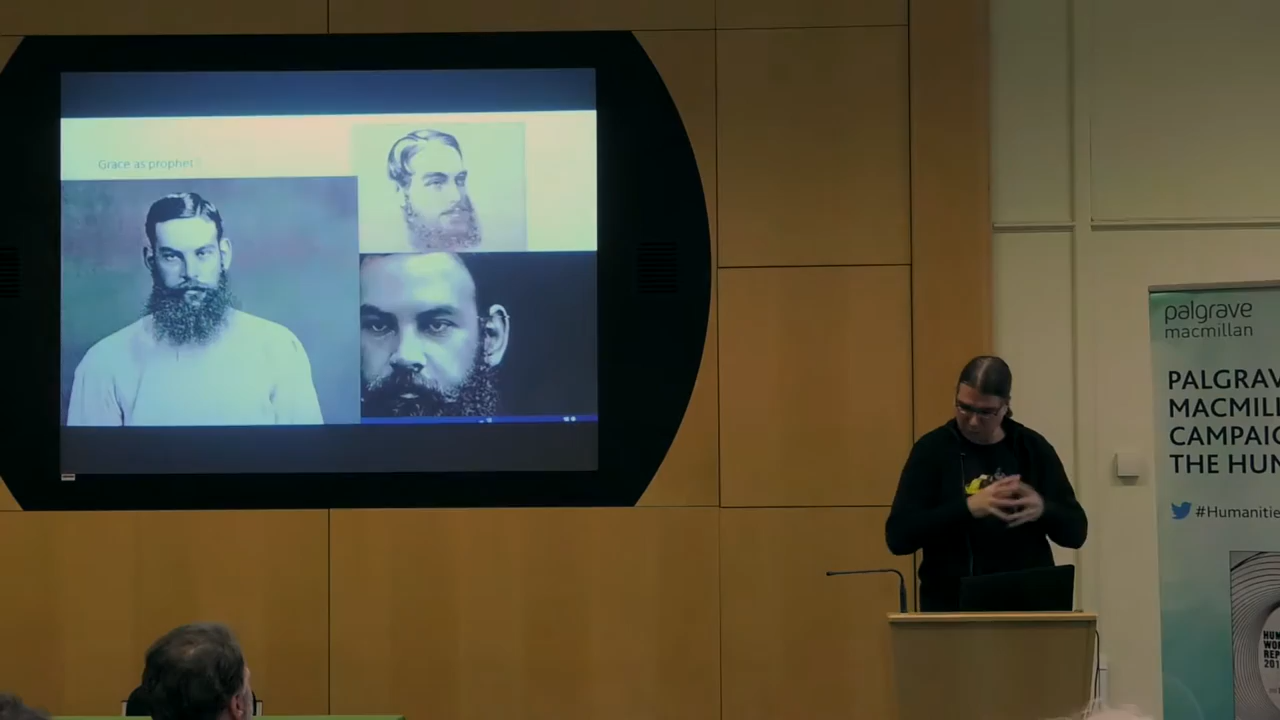 Grace as prophet
palgrave
macmillan
PALGRAV
MACMILL
CAMPAIG
THE HUM
#Humanitie